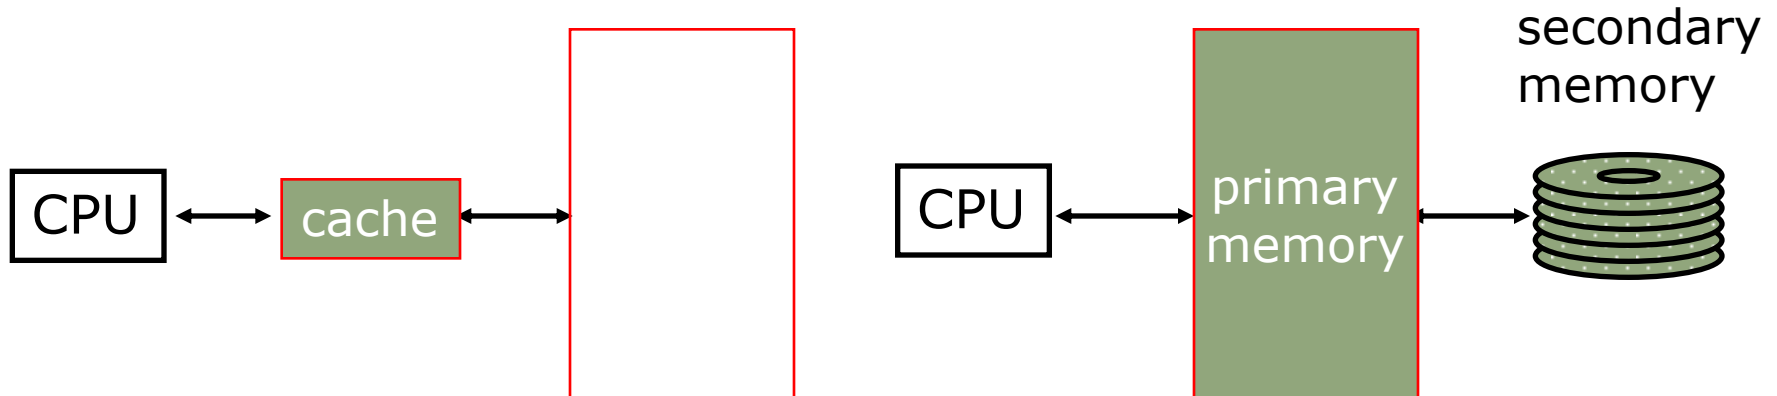 CPU
cache
CPU
primary
memory
secondary
memory